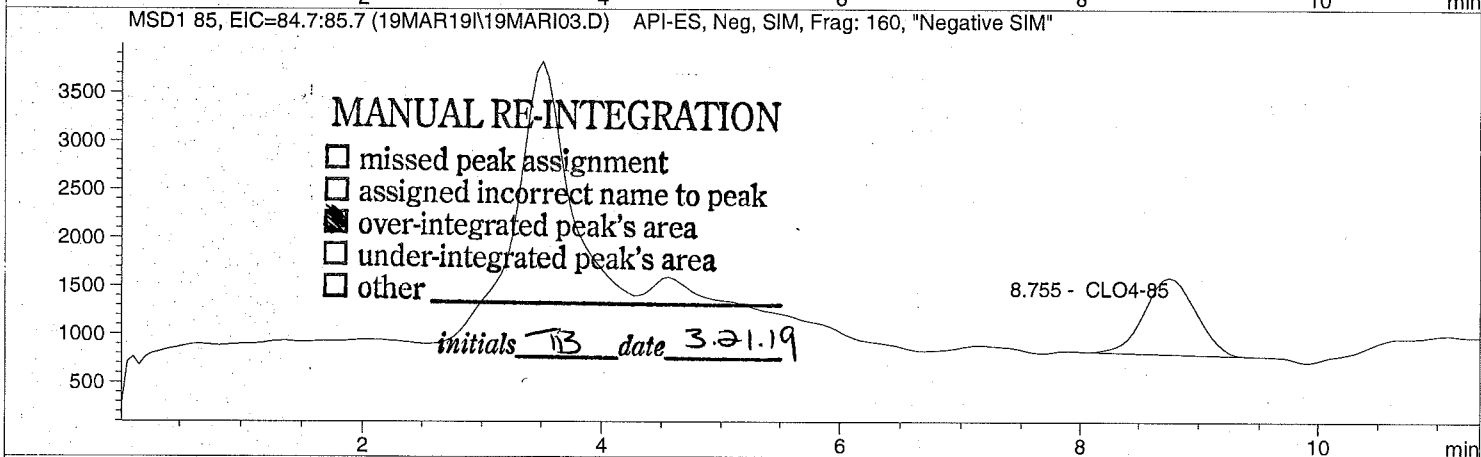 8 10 min
MSD1 85, EIC=84.7:85.7 (19MAR19I\19MARI03.D) API-ES, Neg, SIM, Frag: 160, "Negative SIM"
3500
3000
2500
2000
1500
1000
500
MANUAL RE-INTEGRATION
missed peak assignment
assigned incorrect name to peak
over-integrated peak's area
under-integrated peak's area
other
initials TB date 3.21.19
8.755 - CLO4-85
2 4 6 8 10 min